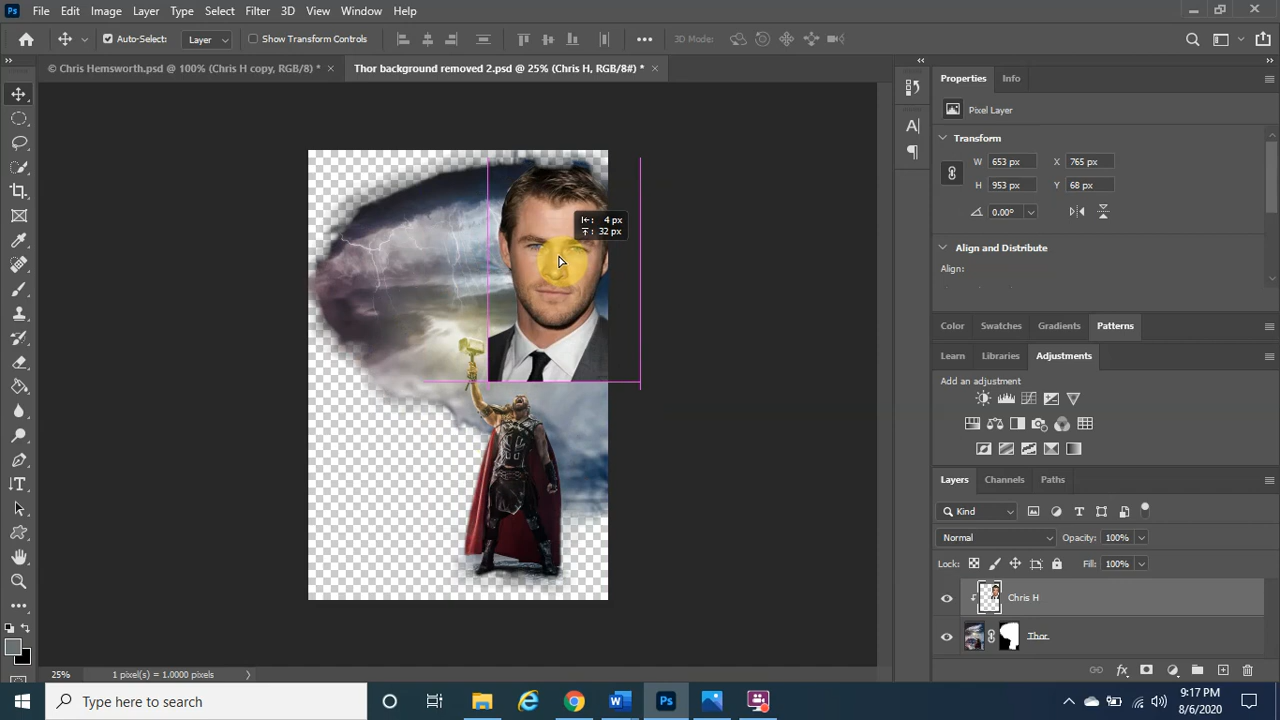 Ps File Edit Image Layer Type Select Filter 3D View Window Help
Auto-Select: Layer Show Transform Controls 3D Mode:
© Chris Hemsworth.psd @ 100% (Chris H copy, RGB/8) *
Thor background removed 2.psd @ 25% (Chris H, RGB/8#) *
Properties Info
Pixel Layer
Transform
W 653 px X 765 px
H 953 px Y 68 px
0.00°
4 px
32 px
Align and Distribute
Align:
Color Swatches Gradients Patterns
Learn Libraries Adjustments
Add an adjustment
Layers Channels Paths
Kind
Normal Opacity: 100%
Lock: Fill: 100%
Chris H
Thor
25% 1 pixel(s) = 1.0000 pixels
Type here to search
Ps
9:17 PM
8/6/2020